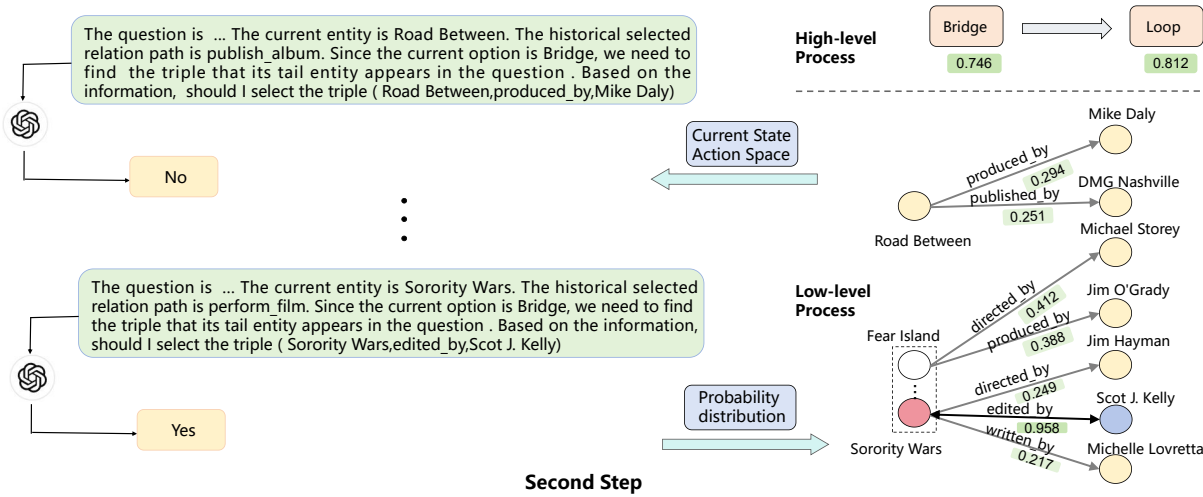 The question is ... The current entity is Road Between. The historical selected
relation path is publish_album. Since the current option is Bridge, we need to
find the triple that its tail entity appears in the question . Based on the
information, should I select the triple ( Road Between,produced_by,Mike Daly)
No
Current State
Action Space
The question is ... The current entity is Sorority Wars. The historical selected
relation path is perform_film. Since the current option is Bridge, we need to find
the triple that its tail entity appears in the question . Based on the information,
should I select the triple ( Sorority Wars,edited_by,Scot J. Kelly)
Yes
Probability
distribution
High-level
Process
Bridge
Loop
0.746
0.812
Mike Daly
produced_by
0.294
DMG Nashville
published_by
0.251
Road Between
Michael Storey
Low-level
Process
directed_by
0.412
Jim O'Grady
produced_by
0.388
Fear Island
Jim Hayman
directed_by
0.249
Scot J. Kelly
edited_by
0.958
Sorority Wars
written_by
0.217
Michelle Lovretta
Second Step